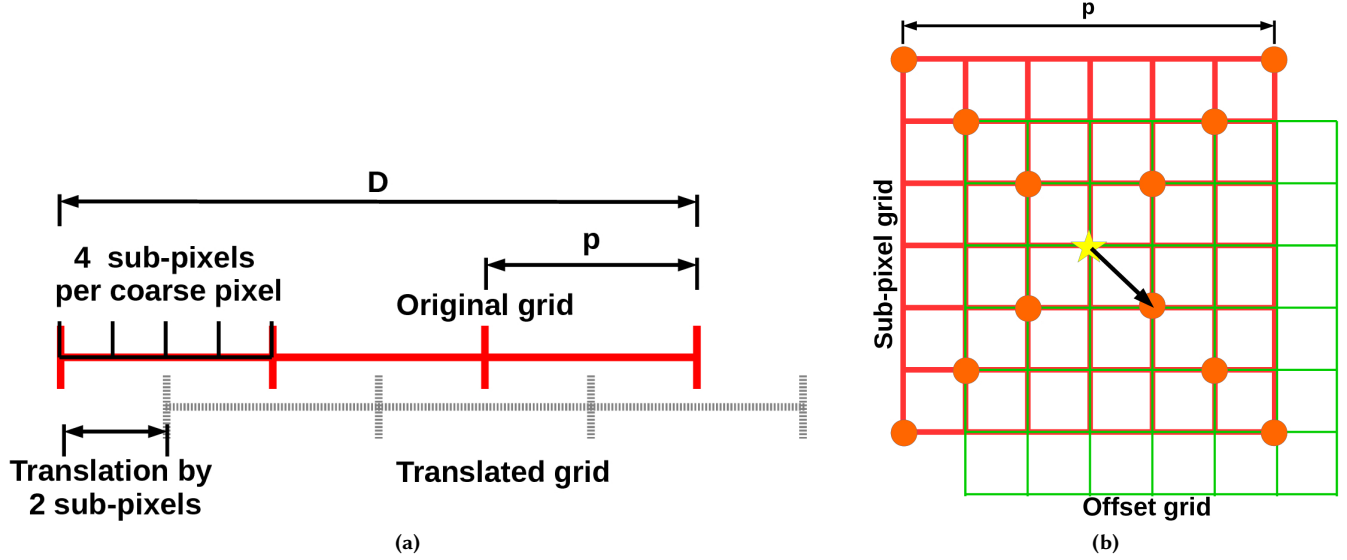 D
4 sub-pixels
per coarse pixel
p
Original grid
Translation by
2 sub-pixels
Translated grid
(a)
p
Sub-pixel grid
Offset grid
(b)